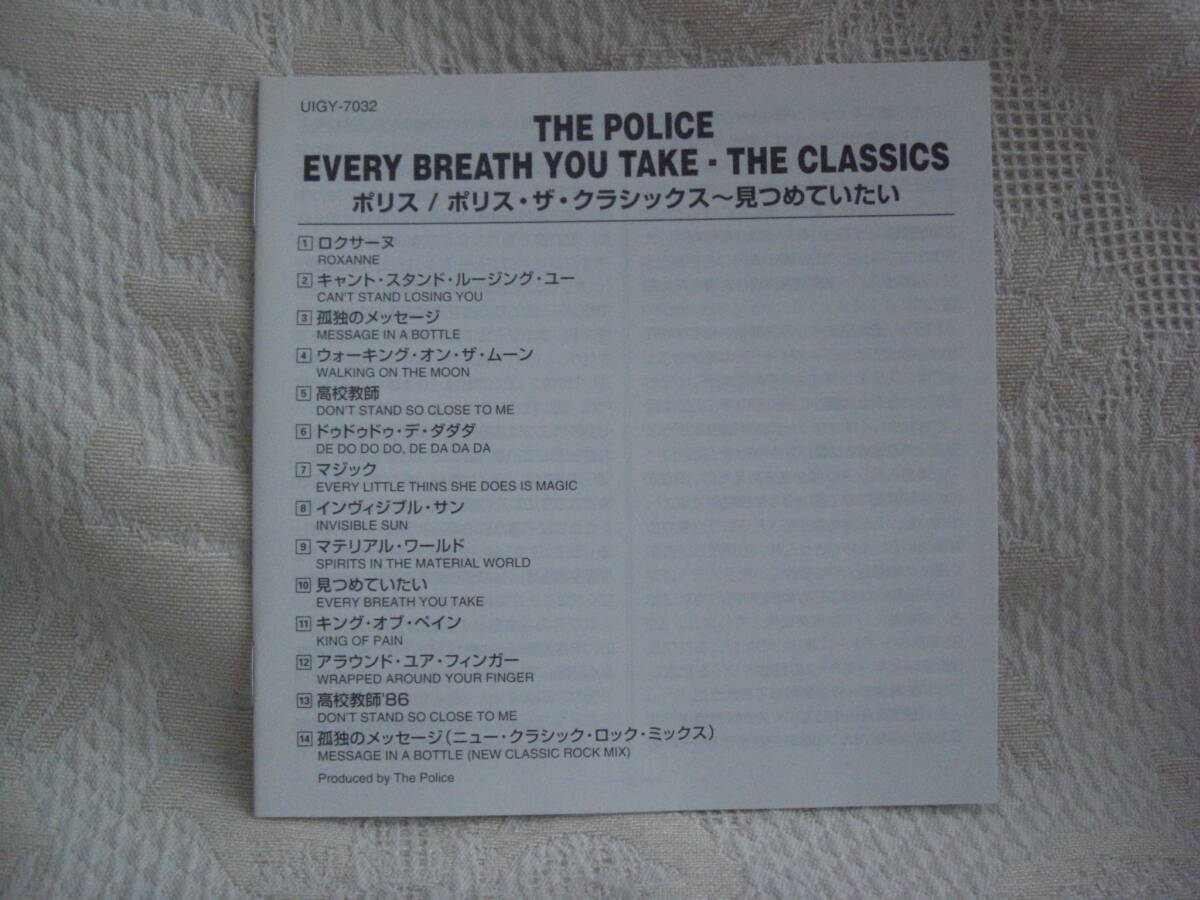 UIGY-7032
THE POLICE
EVERY BREATH YOU TAKE - THE CLASSICS
ポリス / ポリス・ザ・クラシックス～見つめていたい
1 ロクサーヌ
ROXANNE
2 キャント・スタンド・ルージング・ユー
CAN'T STAND LOSING YOU
3 孤独のメッセージ
MESSAGE IN A BOTTLE
4 ウォーキング・オン・ザ・ムーン
WALKING ON THE MOON
5 高校教師
DON'T STAND SO CLOSE TO ME
6 ドゥドゥドゥ・デ・ダダダ
DE DO DO DO, DE DA DA DA
7 マジック
EVERY LITTLE THINS SHE DOES IS MAGIC
8 インヴィジブル・サン
INVISIBLE SUN
9 マテリアル・ワールド
SPIRITS IN THE MATERIAL WORLD
10 見つめていたい
EVERY BREATH YOU TAKE
11 キング・オブ・ペイン
KING OF PAIN
12 アラウンド・ユア・フィンガー
WRAPPED AROUND YOUR FINGER
13 高校教師'86
DON'T STAND SO CLOSE TO ME
14 孤独のメッセージ（ニュー・クラシック・ロック・ミックス）
MESSAGE IN A BOTTLE (NEW CLASSIC ROCK MIX)
Produced by The Police